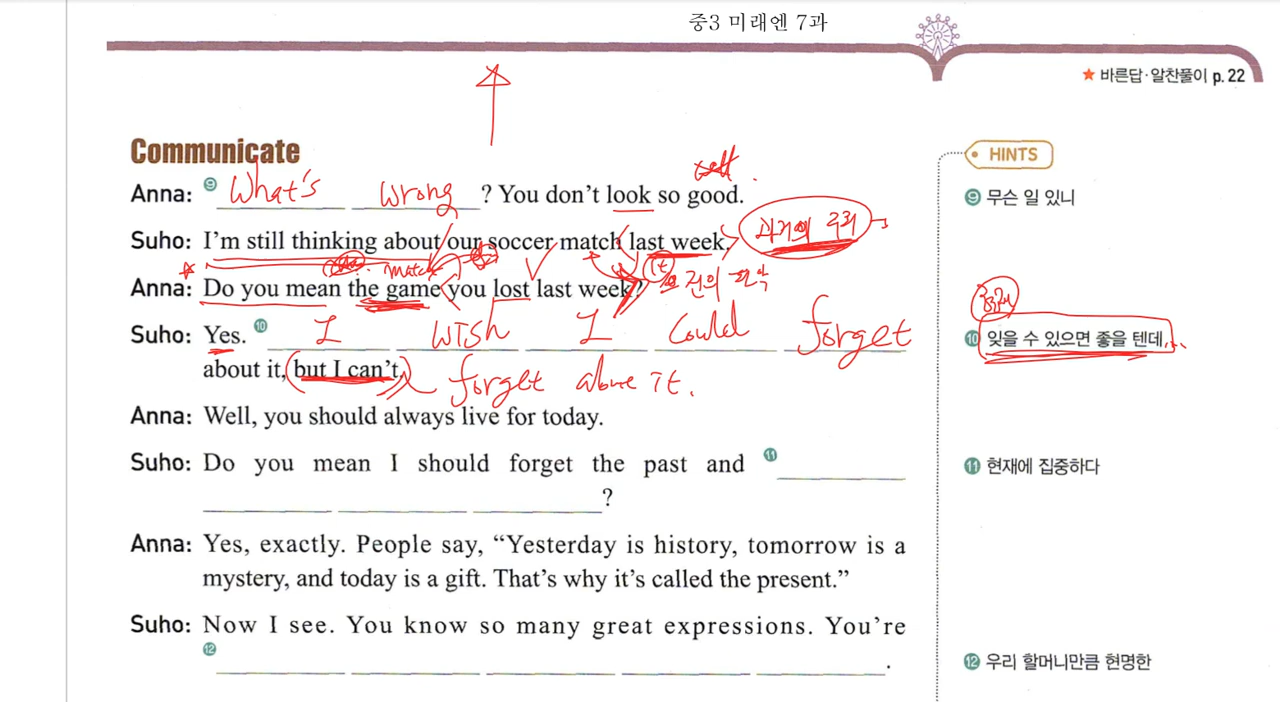 중3 미래엔 7과
★ 바른답·알찬풀이 p. 22
Communicate
HINTS
Anna: ⑨ What's wrong ? You don't look so good.
⑨ 무슨 일 있니
Suho: I'm still thinking about our soccer match last week.
match
Anna: Do you mean the game you lost last week?
Suho: Yes. ⑩ I wish I could forget
⑩ 잊을 수 있으면 좋을 텐데
about it, but I can't. forget about it.
Anna: Well, you should always live for today.
Suho: Do you mean I should forget the past and ⑪
⑪ 현재에 집중하다
?
Anna: Yes, exactly. People say, “Yesterday is history, tomorrow is a
mystery, and today is a gift. That's why it's called the present.”
Suho: Now I see. You know so many great expressions. You're
⑫ .
⑫ 우리 할머니만큼 현명한